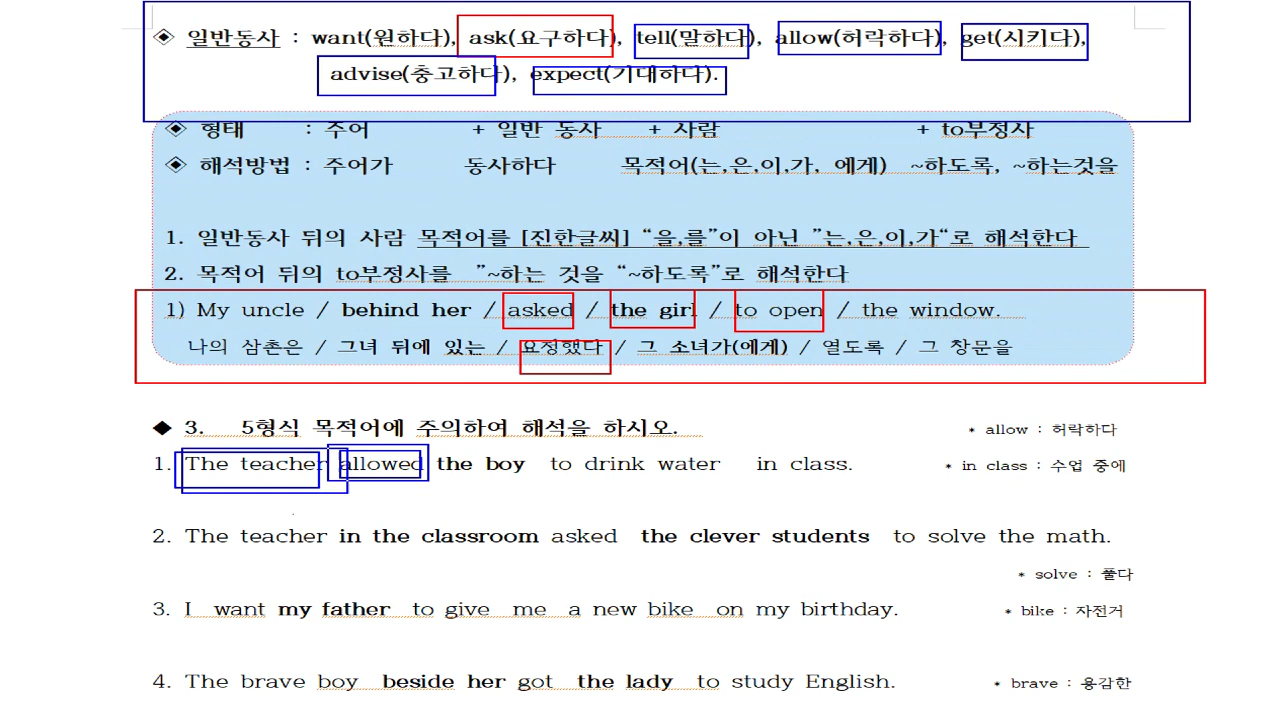 ◈ 일반동사 : want(원하다), ask(요구하다), tell(말하다), allow(허락하다), get(시키다),
advise(충고하다), expect(기대하다).
◈ 형태 : 주어 + 일반 동사 + 사람 + to부정사
◈ 해석방법 : 주어가 동사하다 목적어(는,은,이,가, 에게) ~하도록, ~하는것을
1. 일반동사 뒤의 사람 목적어를 [진한글씨] “을,를”이 아닌 ”는,은,이,가“로 해석한다
2. 목적어 뒤의 to부정사를 ”~하는 것을 “~하도록”로 해석한다
1) My uncle / behind her / asked / the girl / to open / the window.
나의 삼촌은 / 그녀 뒤에 있는 / 요청했다 / 그 소녀가(에게) / 열도록 / 그 창문을
◆ 3. 5형식 목적어에 주의하여 해석을 하시오. * allow : 허락하다
1. The teacher allowed the boy to drink water in class. * in class : 수업 중에
2. The teacher in the classroom asked the clever students to solve the math.
* solve : 풀다
3. I want my father to give me a new bike on my birthday. * bike : 자전거
4. The brave boy beside her got the lady to study English. * brave : 용감한